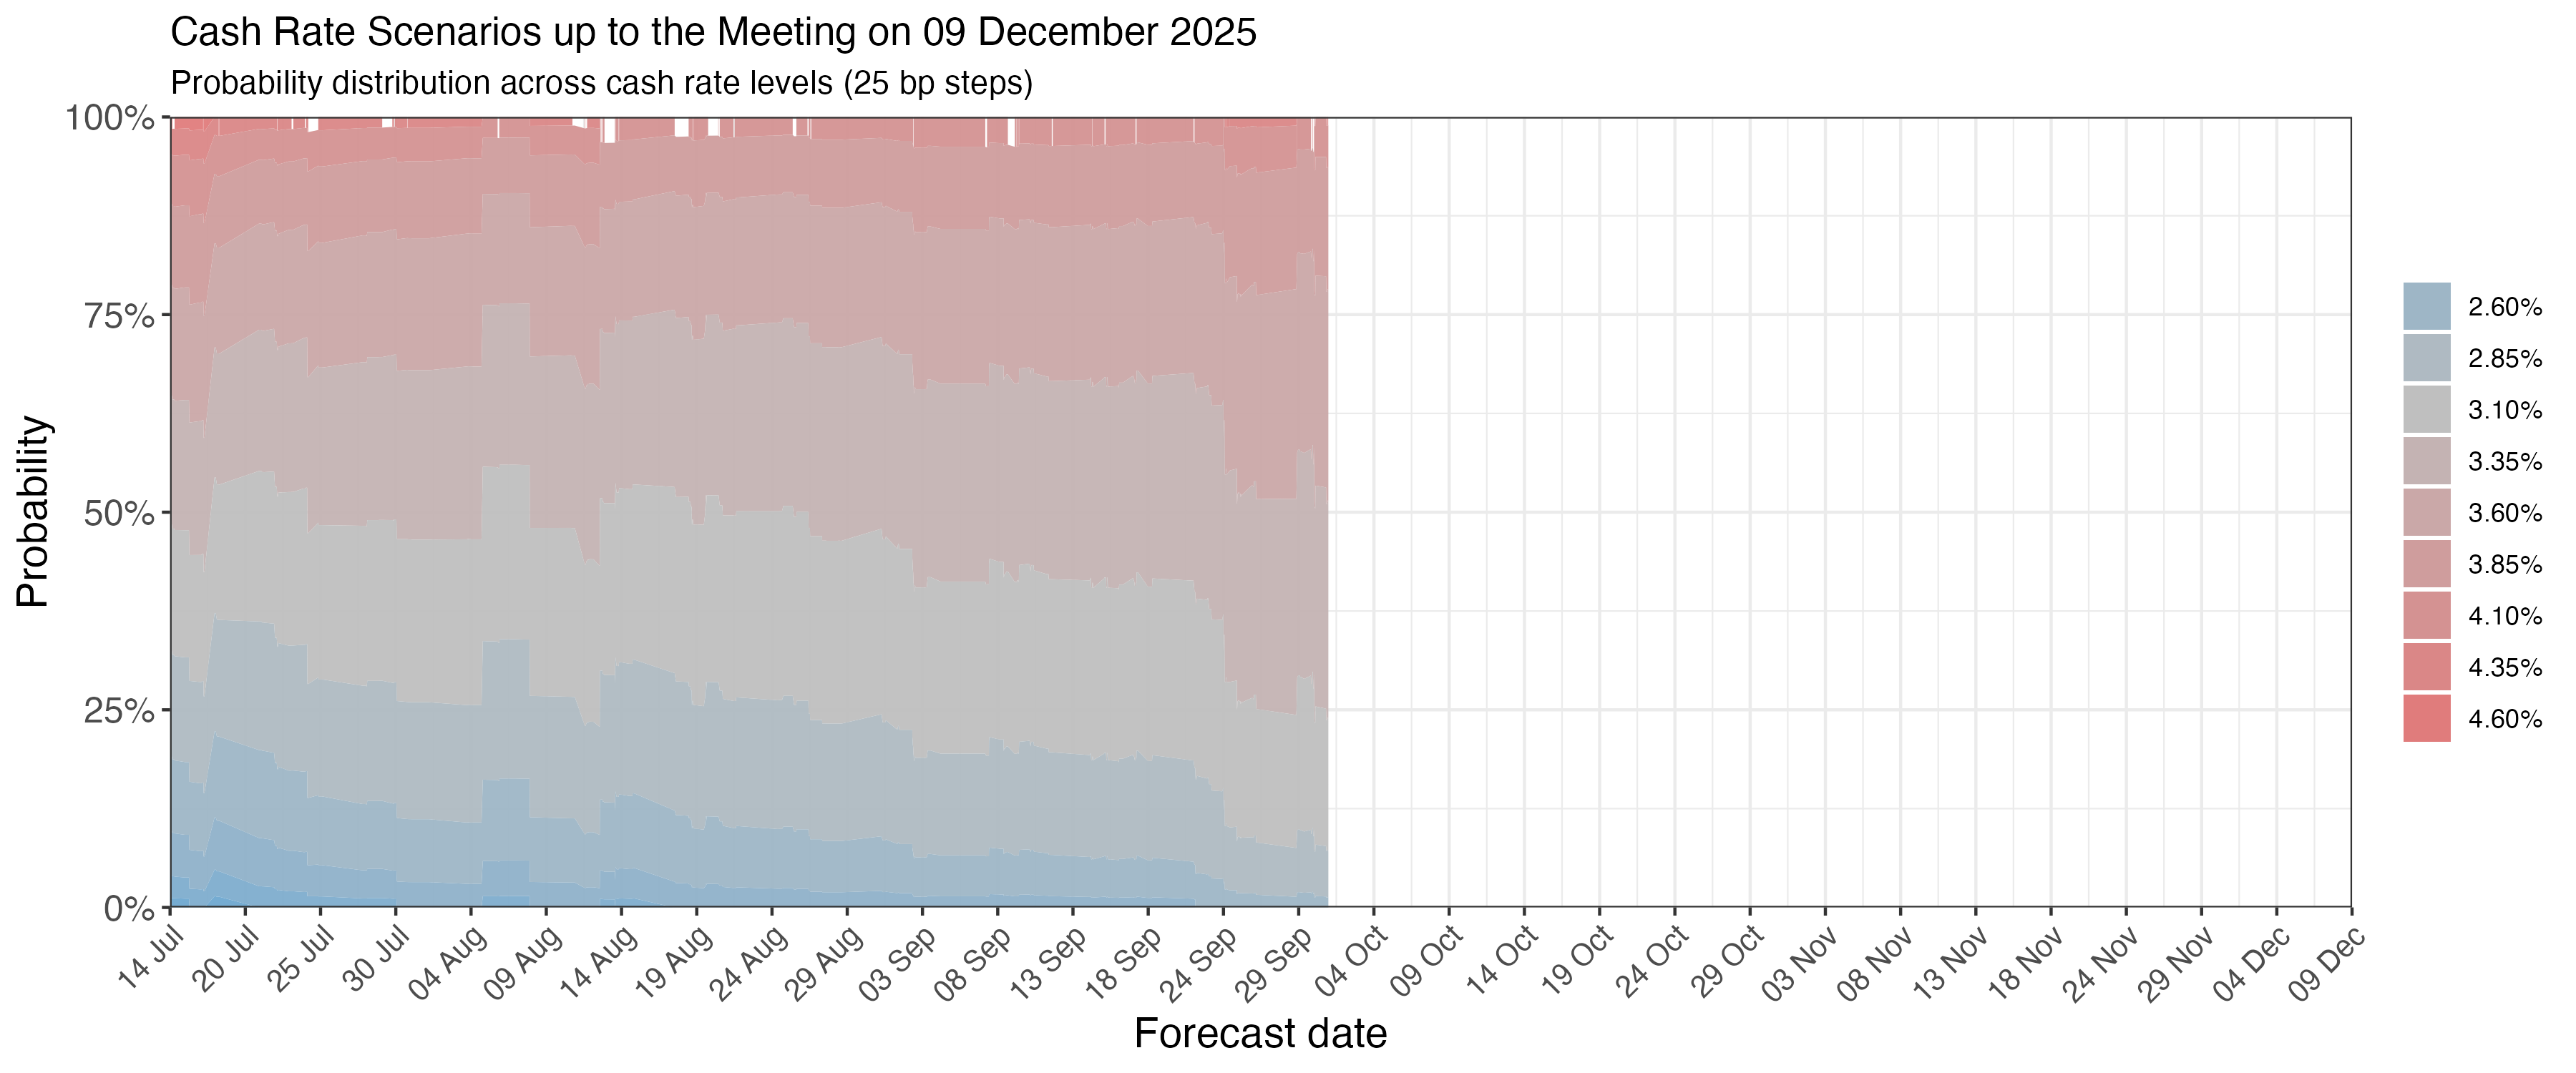 Cash Rate Scenarios up to the Meeting on 09 December 2025
Probability distribution across cash rate levels (25 bp steps)
Probability
100%
75%
50%
25%
0%
14 Jul
20 Jul
25 Jul
30 Jul
04 Aug
09 Aug
14 Aug
19 Aug
24 Aug
29 Aug
03 Sep
08 Sep
13 Sep
18 Sep
24 Sep
29 Sep
04 Oct
09 Oct
14 Oct
19 Oct
24 Oct
29 Oct
03 Nov
08 Nov
13 Nov
18 Nov
24 Nov
29 Nov
04 Dec
09 Dec
Forecast date
2.60%
2.85%
3.10%
3.35%
3.60%
3.85%
4.10%
4.35%
4.60%